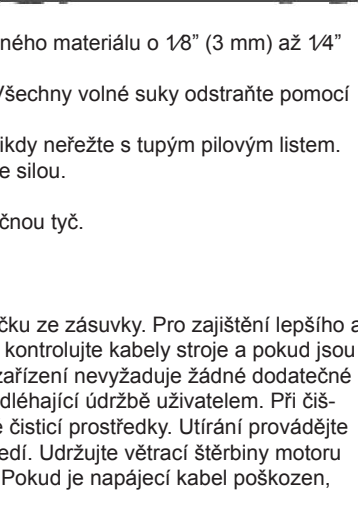 ného materiálu o 1⁄8” (3 mm) až 1⁄4”
Všechny volné suky odstraňte pomocí
ikdy neřežte s tupým pilovým listem.
e silou.
čnou tyč.
čku ze zásuvky. Pro zajištění lepšího a
kontrolujte kabely stroje a pokud jsou
zařízení nevyžaduje žádné dodatečné
dléhající údržbě uživatelem. Při čiš-
e čisticí prostředky. Utírání provádějte
edí. Udržujte větrací štěrbiny motoru
Pokud je napájecí kabel poškozen,